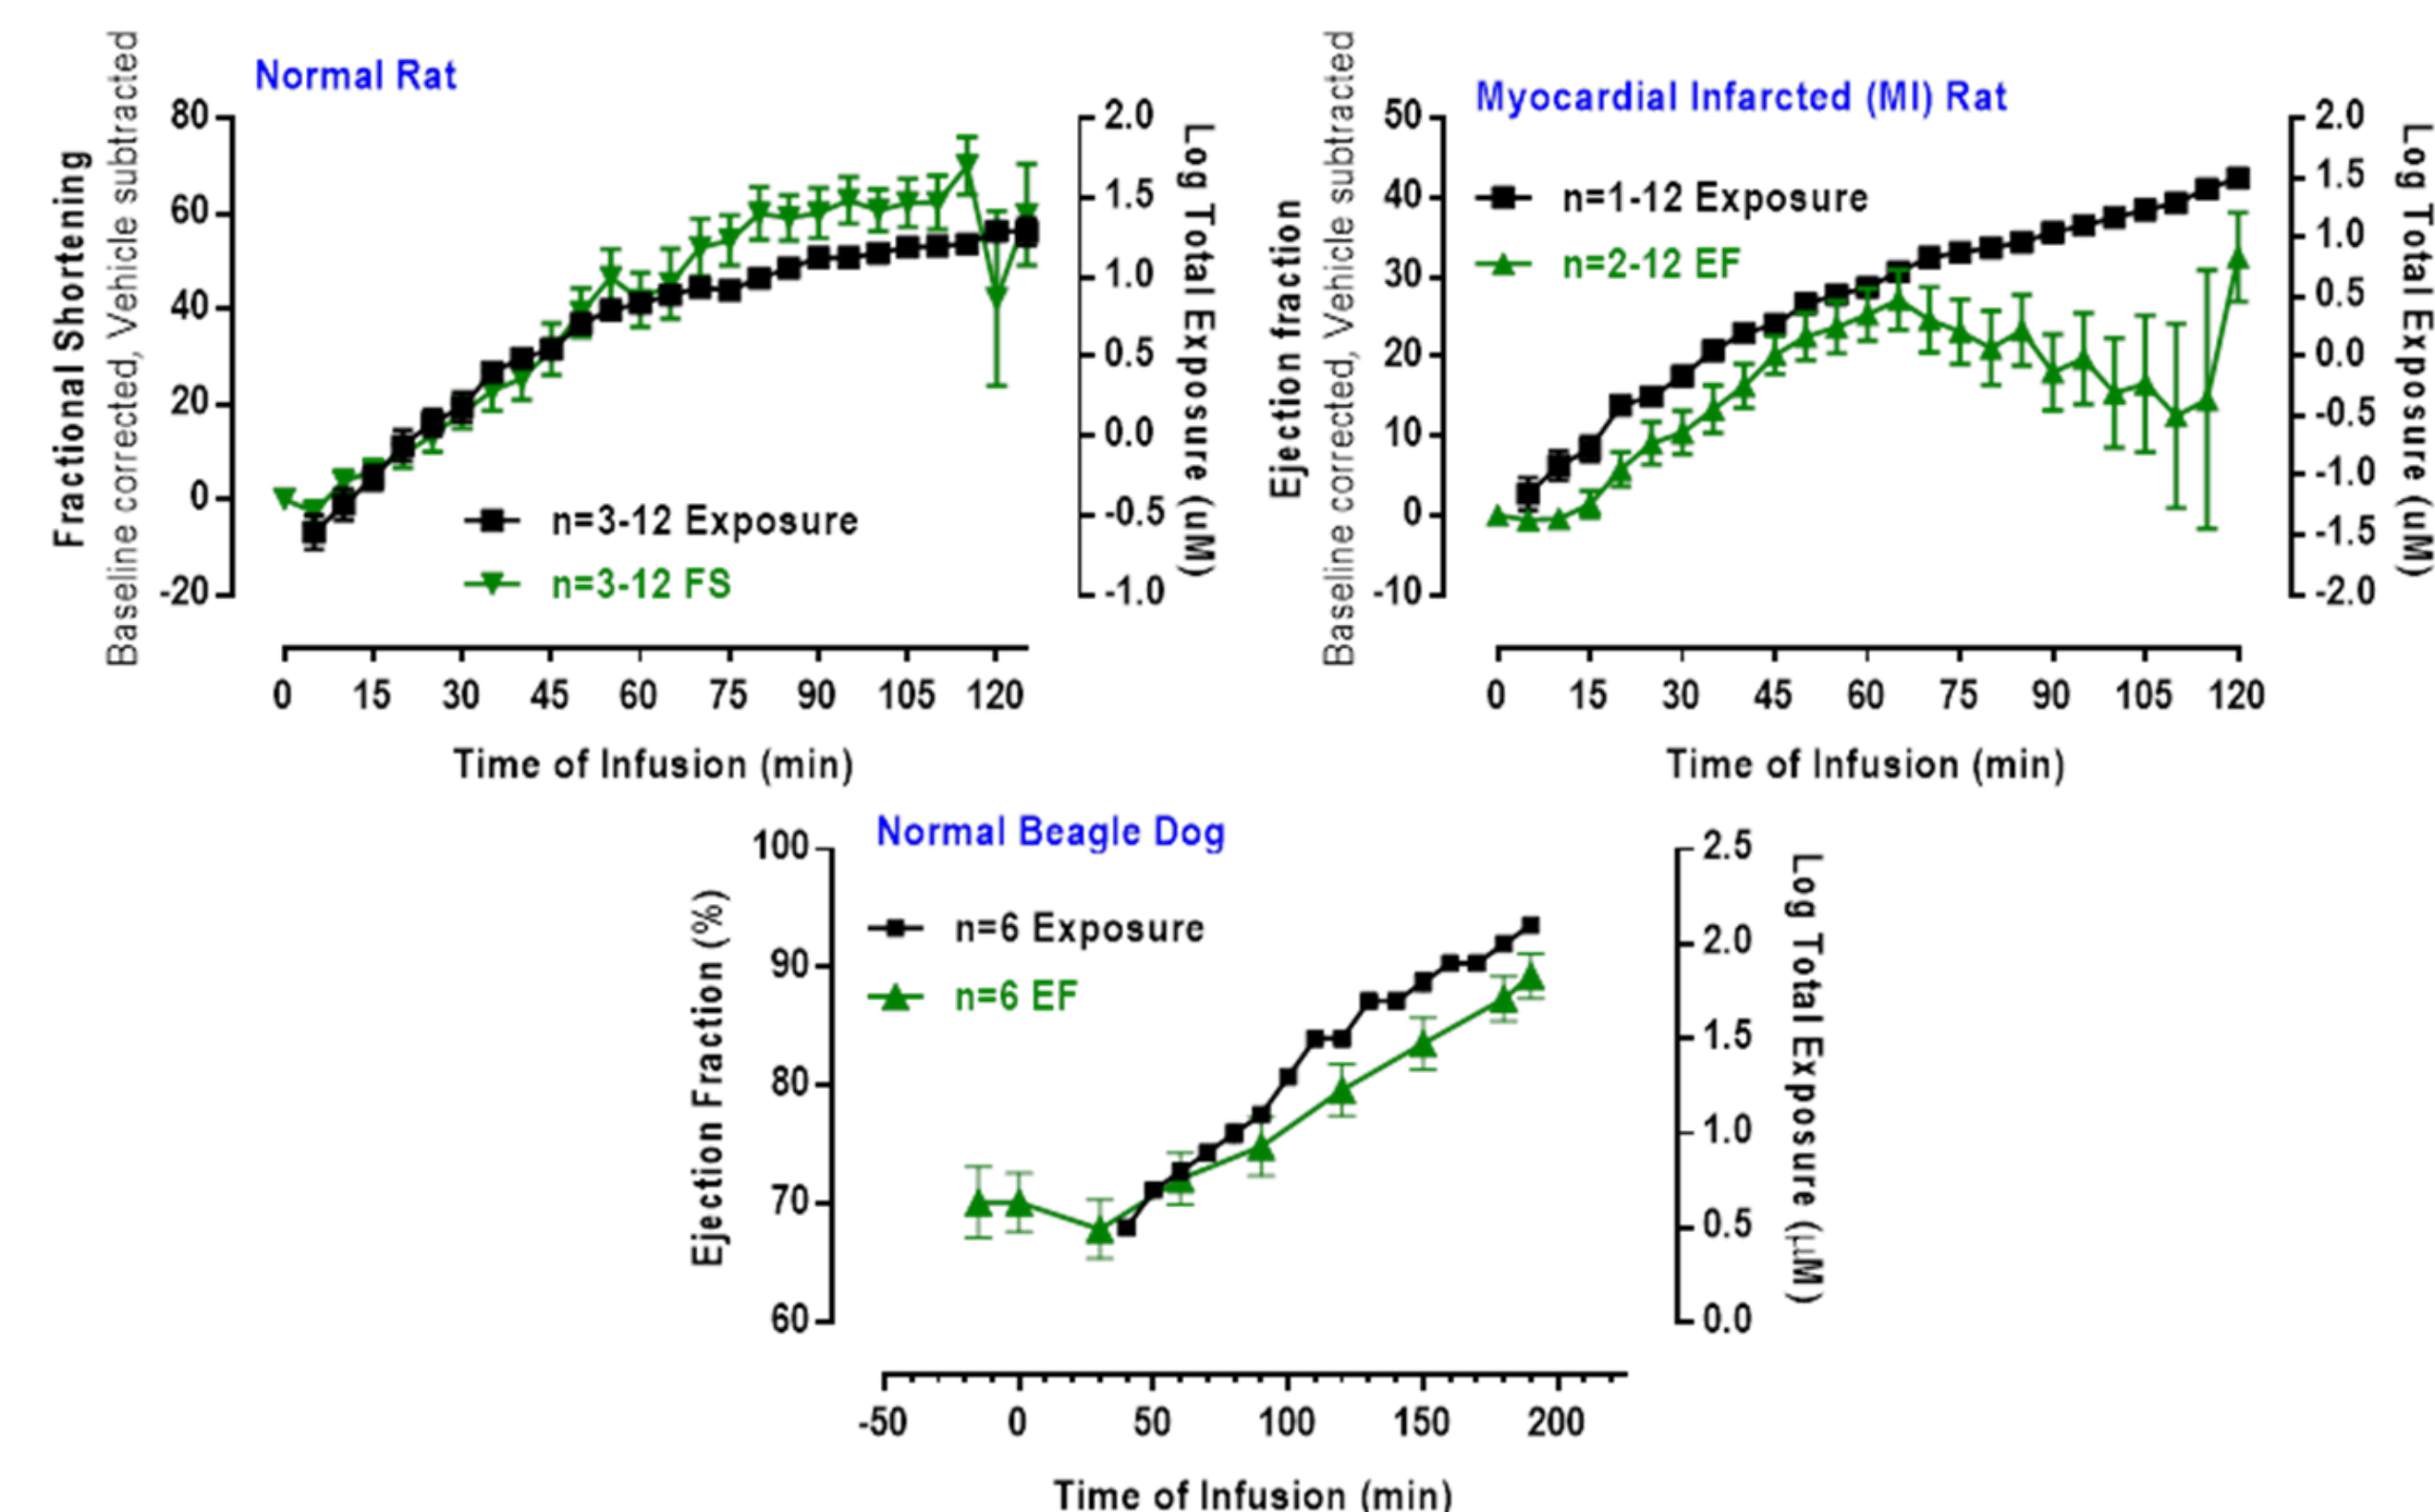 Normal Rat
Fractional Shortening
Baseline corrected, Vehicle subtracted
80
60
40
20
0
-20
n=3-12 Exposure
n=3-12 FS
2.0
1.5
1.0
0.5
0.0
-0.5
-1.0
Log Total Exposure (uM)
0 15 30 45 60 75 90 105 120
Time of Infusion (min)
Myocardial Infarcted (MI) Rat
Ejection fraction
Baseline corrected, Vehicle subtracted
50
40
30
20
10
0
-10
n=1-12 Exposure
n=2-12 EF
2.0
1.5
1.0
0.5
0.0
-0.5
-1.0
-1.5
-2.0
Log Total Exposure (uM)
0 15 30 45 60 75 90 105 120
Time of Infusion (min)
Normal Beagle Dog
Ejection Fraction (%)
100
90
80
70
60
n=6 Exposure
n=6 EF
2.5
2.0
1.5
1.0
0.5
0.0
Log Total Exposure (µM)
-50 0 50 100 150 200
Time of Infusion (min)